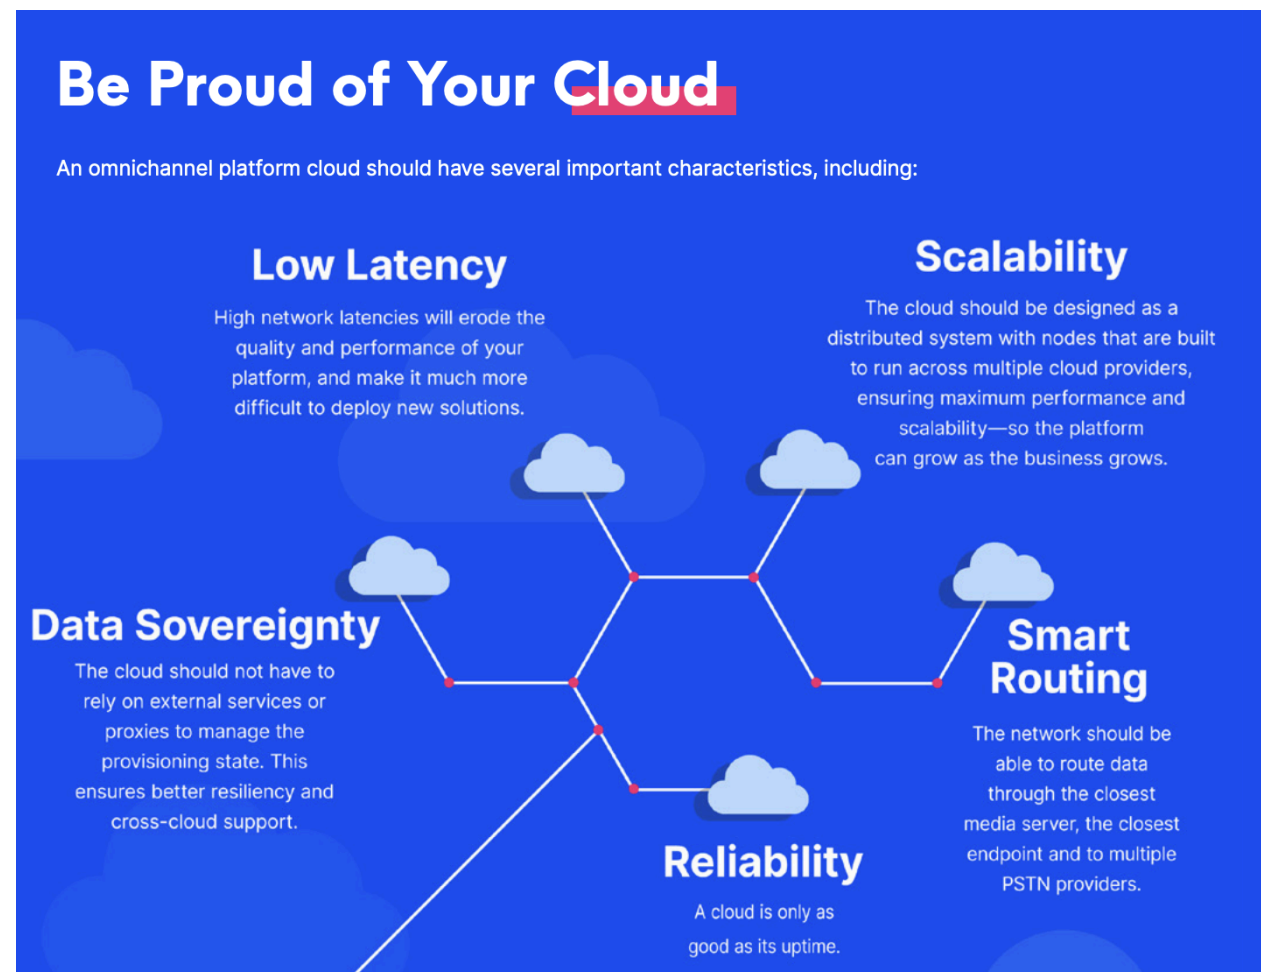 Be Proud of Your Cloud
An omnichannel platform cloud should have several important characteristics, including:
Low Latency
High network latencies will erode the
quality and performance of your
platform, and make it much more
difficult to deploy new solutions.
Scalability
The cloud should be designed as a
distributed system with nodes that are built
to run across multiple cloud providers,
ensuring maximum performance and
scalability—so the platform
can grow as the business grows.
Data Sovereignty
The cloud should not have to
rely on external services or
proxies to manage the
provisioning state. This
ensures better resiliency and
cross-cloud support.
Smart
Routing
The network should be
able to route data
through the closest
media server, the closest
endpoint and to multiple
PSTN providers.
Reliability
A cloud is only as
good as its uptime.